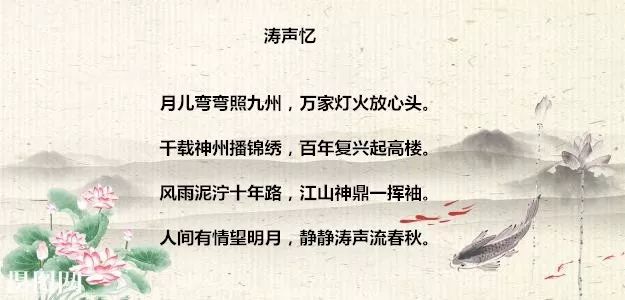 涛声忆
月儿弯弯照九州，万家灯火放心头。
千载神州播锦绣，百年复兴起高楼。
风雨泥泞十年路，江山神鼎一挥袖。
人间有情望明月，静静涛声流春秋。